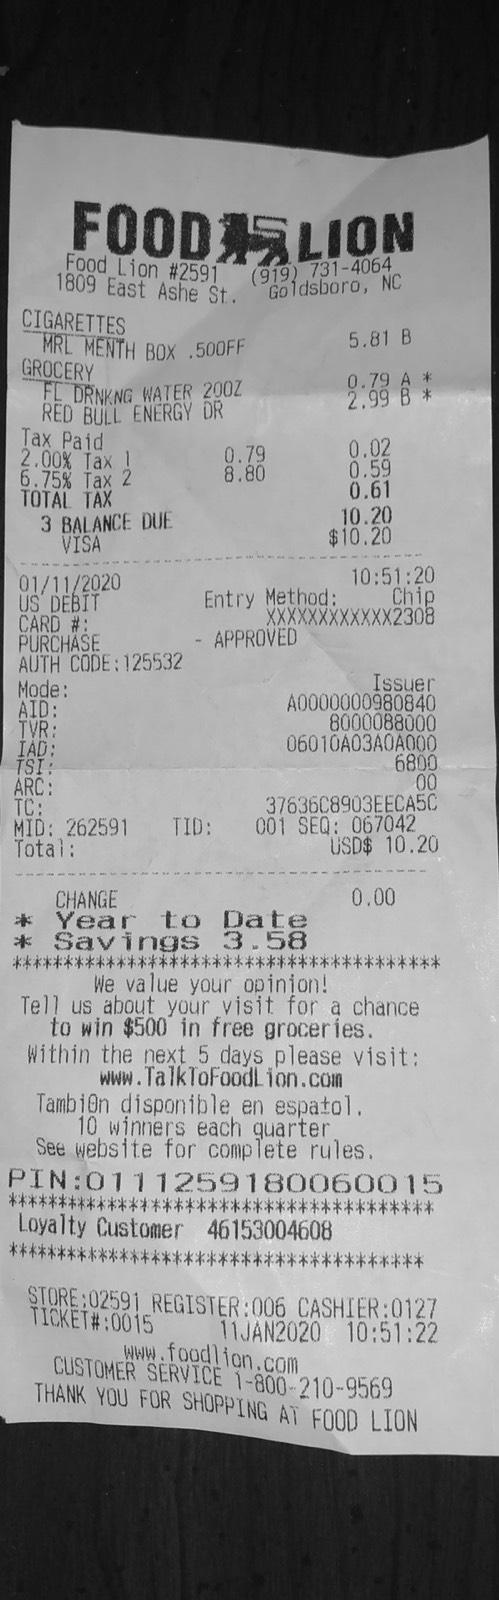 FOOD LION
Food Lion #2591 (919) 731-4064
1809 East Ashe St. Goldsboro, NC
CIGARETTES
MRL MENTH BOX .50OFF 5.81 B
GROCERY
FL DRNKNG WATER 20OZ 0.79 A *
RED BULL ENERGY DR 2.99 B *
Tax Paid
2.00% Tax 1 0.79 0.02
6.75% Tax 2 8.80 0.59
TOTAL TAX 0.61
3 BALANCE DUE 10.20
VISA $10.20
01/11/2020 10:51:20
US DEBIT Entry Method: Chip
CARD #: XXXXXXXXXXXX2308
PURCHASE - APPROVED
AUTH CODE:125532
Mode: Issuer
AID: A0000000980840
TVR: 8000088000
IAD: 06010A03A0A000
TSI: 6800
ARC: 00
TC: 37636C8903EECA5C
MID: 262591 TID: 001 SEQ: 067042
Total: USD$ 10.20
CHANGE 0.00
* Year to Date
* Savings 3.58
****************************************
We value your opinion!
Tell us about your visit for a chance
to win $500 in free groceries.
Within the next 5 days please visit:
www.TalkToFoodLion.com
Tambi0n disponible en espatol.
10 winners each quarter
See website for complete rules.
PIN:0111259180060015
****************************************
Loyalty Customer 46153004608
****************************************
STORE:02591 REGISTER:006 CASHIER:0127
TICKET#:0015 11JAN2020 10:51:22
www.foodlion.com
CUSTOMER SERVICE 1-800-210-9569
THANK YOU FOR SHOPPING AT FOOD LION